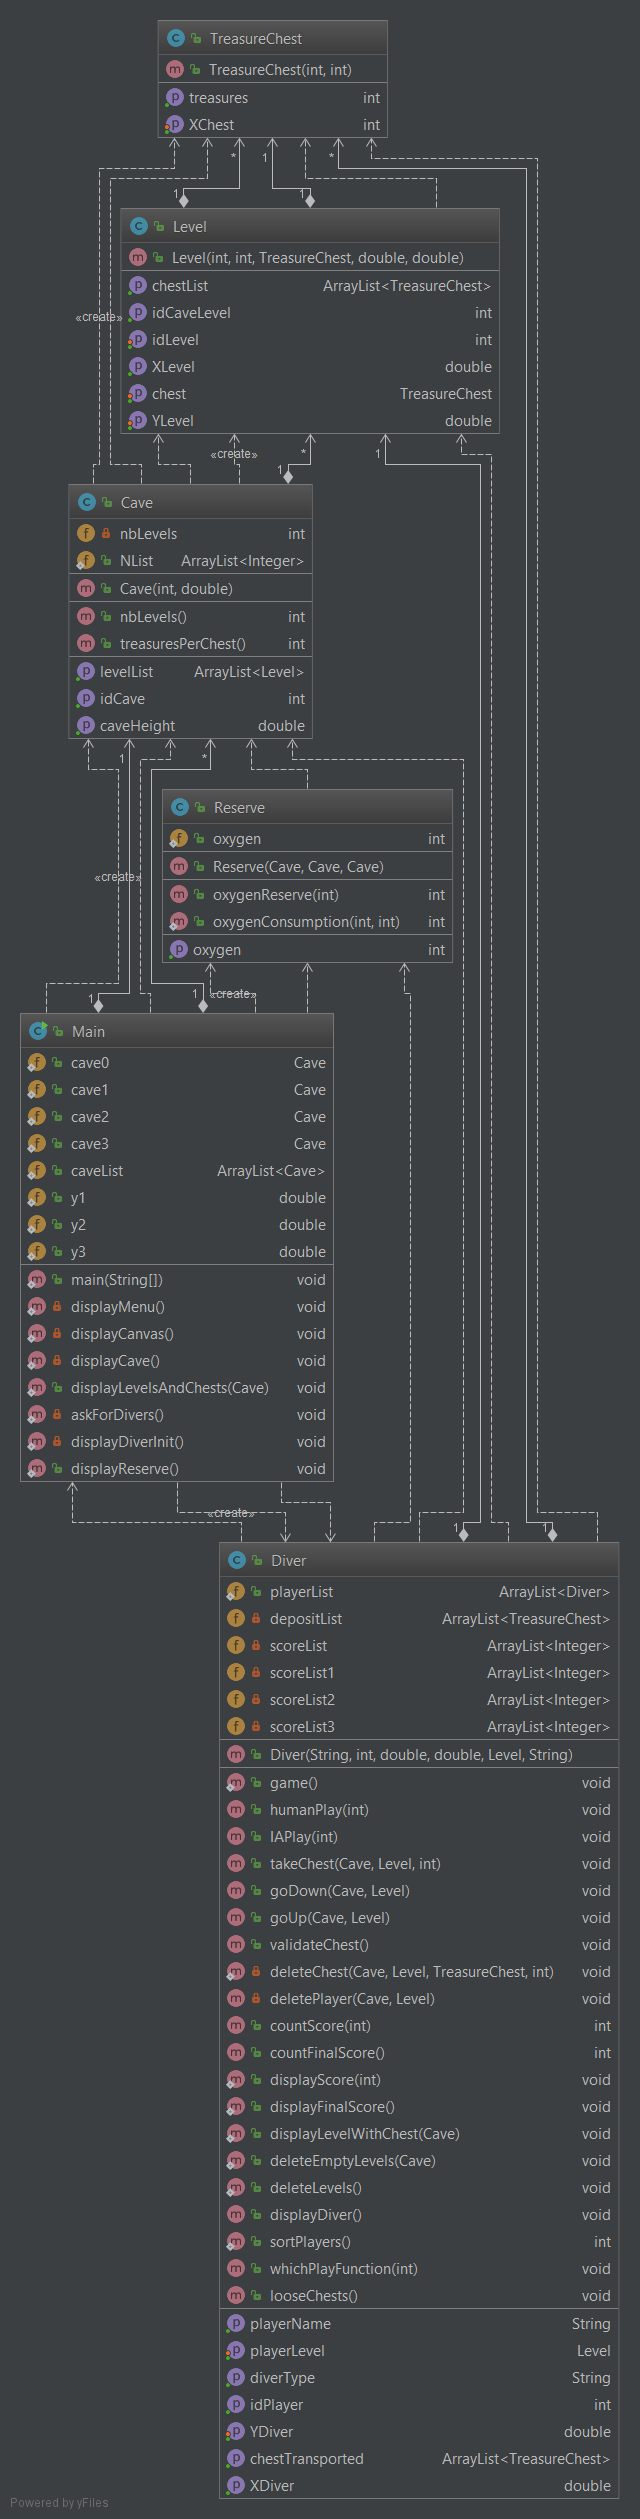 TreasureChest
TreasureChest(int, int)
treasures int
XChest int
* 1 *
1 1 1
Level
Level(int, int, TreasureChest, double, double)
chestList ArrayList<TreasureChest>
idCaveLevel int
«create»
idLevel int
XLevel double
chest TreasureChest
YLevel double
«create» * 1
1
Cave
nbLevels int
NList ArrayList<Integer>
Cave(int, double)
nbLevels() int
treasuresPerChest() int
levelList ArrayList<Level>
idCave int
caveHeight double
1 *
Reserve
oxygen int
Reserve(Cave, Cave, Cave)
«create»
oxygenReserve(int) int
oxygenConsumption(int, int) int
oxygen int
1 1 «create»
Main
cave0 Cave
cave1 Cave
cave2 Cave
cave3 Cave
caveList ArrayList<Cave>
y1 double
y2 double
y3 double
main(String[]) void
displayMenu() void
displayCanvas() void
displayCave() void
displayLevelsAndChests(Cave) void
askForDivers() void
displayDiverInit() void
displayReserve() void
«create»
1 1
Diver
playerList ArrayList<Diver>
depositList ArrayList<TreasureChest>
scoreList ArrayList<Integer>
scoreList1 ArrayList<Integer>
scoreList2 ArrayList<Integer>
scoreList3 ArrayList<Integer>
Diver(String, int, double, double, Level, String)
game() void
humanPlay(int) void
IAPlay(int) void
takeChest(Cave, Level, int) void
goDown(Cave, Level) void
goUp(Cave, Level) void
validateChest() void
deleteChest(Cave, Level, TreasureChest, int) void
deletePlayer(Cave, Level) void
countScore(int) int
countFinalScore() int
displayScore(int) void
displayFinalScore() void
displayLevelWithChest(Cave) void
deleteEmptyLevels(Cave) void
deleteLevels() void
displayDiver() void
sortPlayers() int
whichPlayFunction(int) void
looseChests() void
playerName String
playerLevel Level
diverType String
idPlayer int
YDiver double
chestTransported ArrayList<TreasureChest>
XDiver double
Powered by yFiles